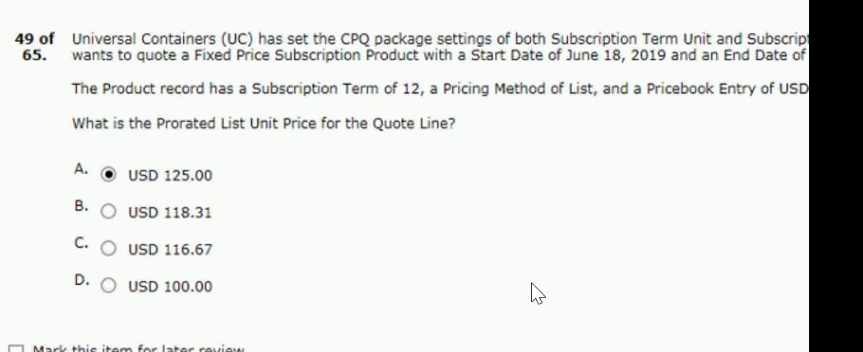 49 of Universal Containers (UC) has set the CPQ package settings of both Subscription Term Unit and
65. wants to quote a Fixed Price Subscription Product with a Start Date of June 18, 2019 and an End Date of
The Product record has a Subscription Term of 12, a Pricing Method of List, and a Pricebook Entry of USD
What is the Prorated List Unit Price for the Quote Line?
A. USD 125.00
B. USD 118.31
C. USD 116.67
D. USD 100.00
Mark this item for later review